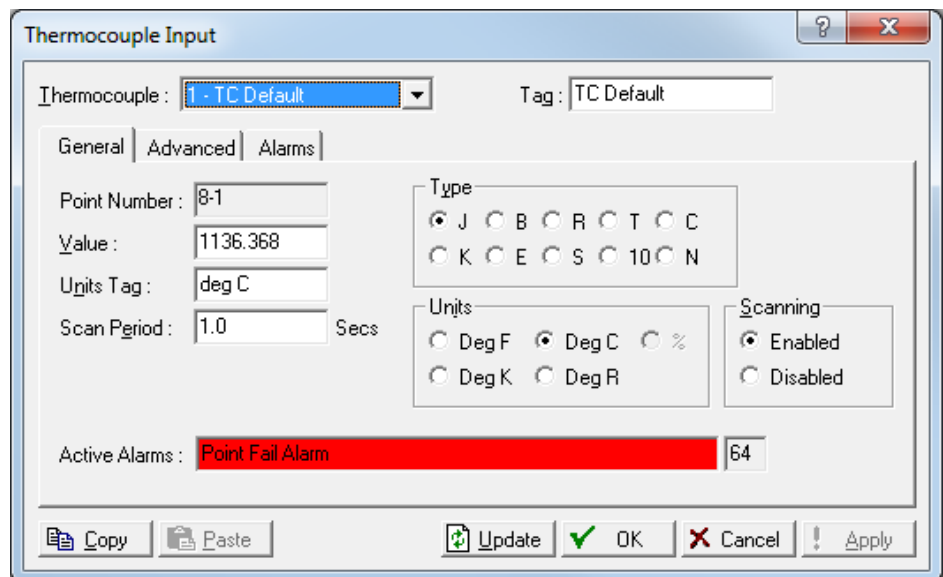 Thermocouple Input
Thermocouple : 1 - TC Default Tag : TC Default
General Advanced Alarms
Point Number : 8-1
Value : 1136.368
Units Tag : deg C
Scan Period : 1.0 Secs
Type
J B R T C
K E S 10 N
Units
Deg F Deg C %
Deg K Deg R
Scanning
Enabled
Disabled
Active Alarms : Point Fail Alarm 64
Copy Paste Update OK Cancel ! Apply